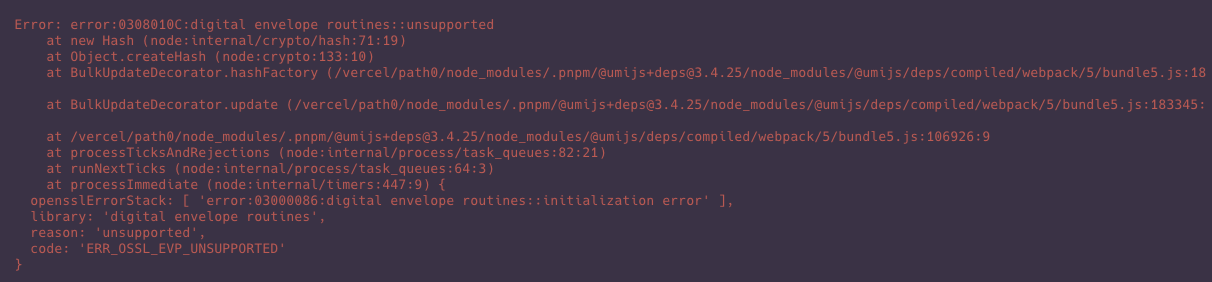 Error: error:0308010C:digital envelope routines::unsupported
    at new Hash (node:internal/crypto/hash:71:19)
    at Object.createHash (node:crypto:133:10)
    at BulkUpdateDecorator.hashFactory (/vercel/path0/node_modules/.pnpm/@umijs+deps@3.4.25/node_modules/@umijs/deps/compiled/webpack/5/bundle5.js:18
    at BulkUpdateDecorator.update (/vercel/path0/node_modules/.pnpm/@umijs+deps@3.4.25/node_modules/@umijs/deps/compiled/webpack/5/bundle5.js:183345:
    at /vercel/path0/node_modules/.pnpm/@umijs+deps@3.4.25/node_modules/@umijs/deps/compiled/webpack/5/bundle5.js:106926:9
    at processTicksAndRejections (node:internal/process/task_queues:82:21)
    at runNextTicks (node:internal/process/task_queues:64:3)
    at processImmediate (node:internal/timers:447:9) {
  opensslErrorStack: [ 'error:03000086:digital envelope routines::initialization error' ],
  library: 'digital envelope routines',
  reason: 'unsupported',
  code: 'ERR_OSSL_EVP_UNSUPPORTED'
}